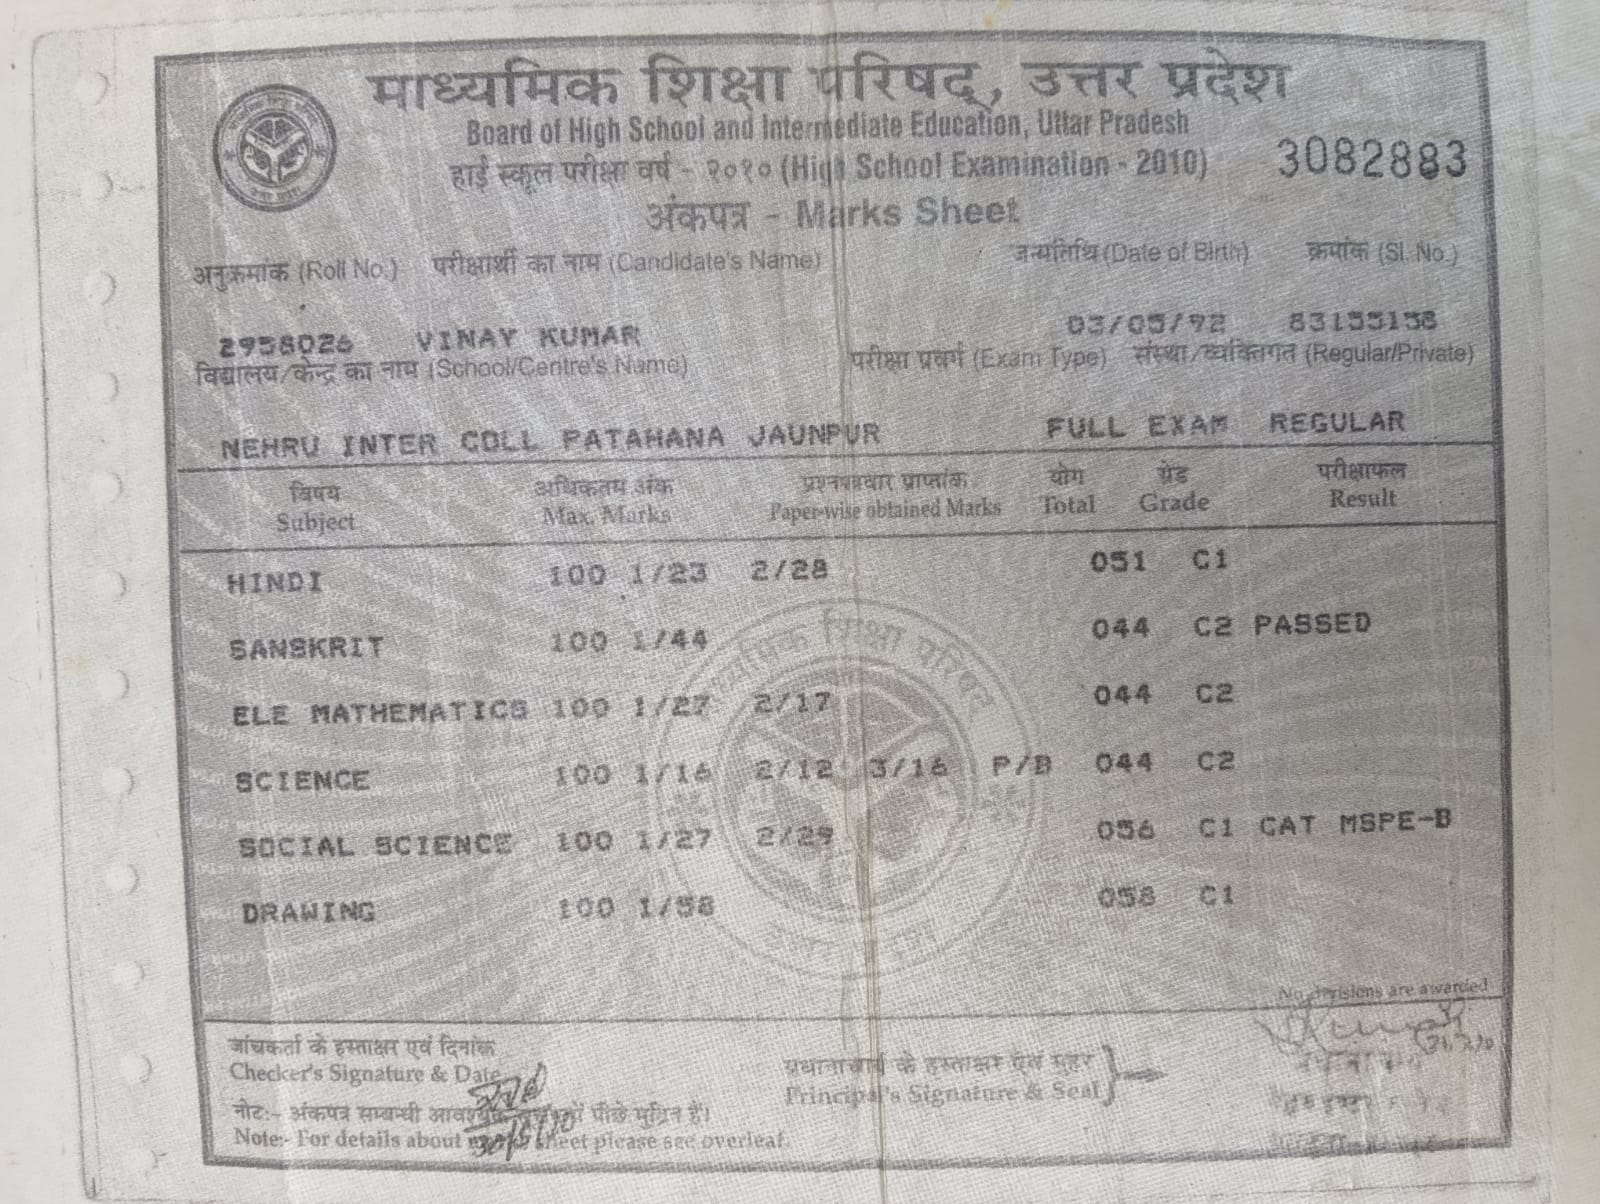 माध्यमिक शिक्षा परिषद्, उत्तर प्रदेश
Board of High School and Intermediate Education, Uttar Pradesh
हाई स्कूल परीक्षा वर्ष - २०१० (High School Examination - 2010)
3082883
अंकपत्र - Marks Sheet
अनुक्रमांक (Roll No.) परीक्षार्थी का नाम (Candidate's Name) जन्मतिथि (Date of Birth) क्रमांक (Sl. No.)
2958026 VINAY KUMAR 03/05/92 83155158
विद्यालय/केन्द्र का नाम (School/Centre's Name) परीक्षा प्रवर्ग (Exam Type) संस्था/व्यक्तिगत (Regular/Private)
NEHRU INTER COLL PATAHANA JAUNPUR FULL EXAM REGULAR
विषय अधिकतम अंक प्रश्नपत्रवार प्राप्तांक योग ग्रेड परीक्षाफल
Subject Max. Marks Paper-wise obtained Marks Total Grade Result
HINDI 100 1/23 2/28 051 C1
SANSKRIT 100 1/44 044 C2 PASSED
ELE MATHEMATICS 100 1/27 2/17 044 C2
SCIENCE 100 1/16 2/12 3/16 P/B 044 C2
SOCIAL SCIENCE 100 1/27 2/29 056 C1 CAT MSPE-B
DRAWING 100 1/58 058 C1
माध्यमिक शिक्षा परिषद
No divisions are awarded
जांचकर्ता के हस्ताक्षर एवं दिनांक
Checker's Signature & Date
प्रधानाचार्य के हस्ताक्षर एवं मुहर
Principal's Signature & Seal
नोट:- अंकपत्र सम्बन्धी पीछे मुद्रित हैं।
Note:- For details about sheet please see overleaf.